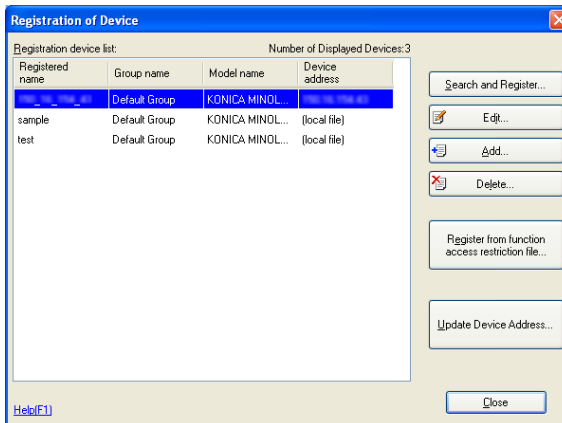 Registration of Device
Registration device list: Number of Displayed Devices:3
Registered name Group name Model name Device address
Default Group KONICA MINOL...
sample Default Group KONICA MINOL... (local file)
test Default Group KONICA MINOL... (local file)
Search and Register...
Edit...
Add...
Delete...
Register from function
access restriction file...
Update Device Address...
Close
Help(F1)